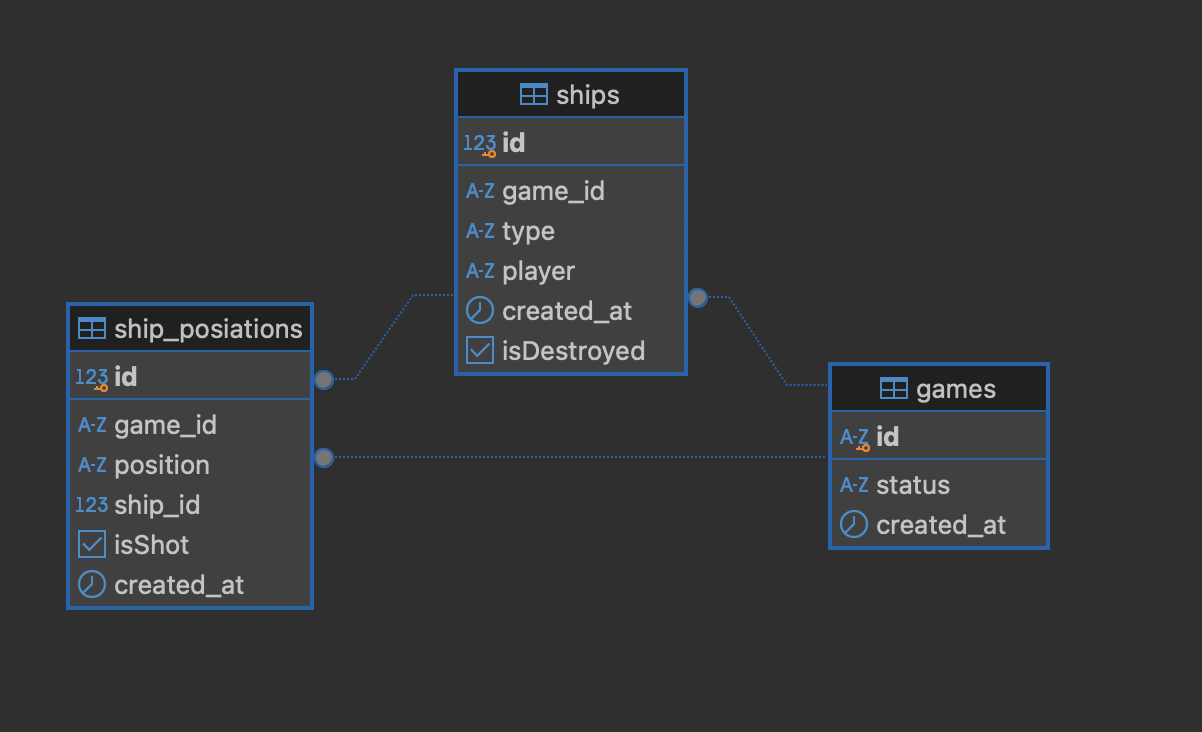 ships
123 id
A-Z game_id
A-Z type
A-Z player
created_at
isDestroyed
ship_posiations
123 id
A-Z game_id
A-Z position
123 ship_id
isShot
created_at
games
A-Z id
A-Z status
created_at